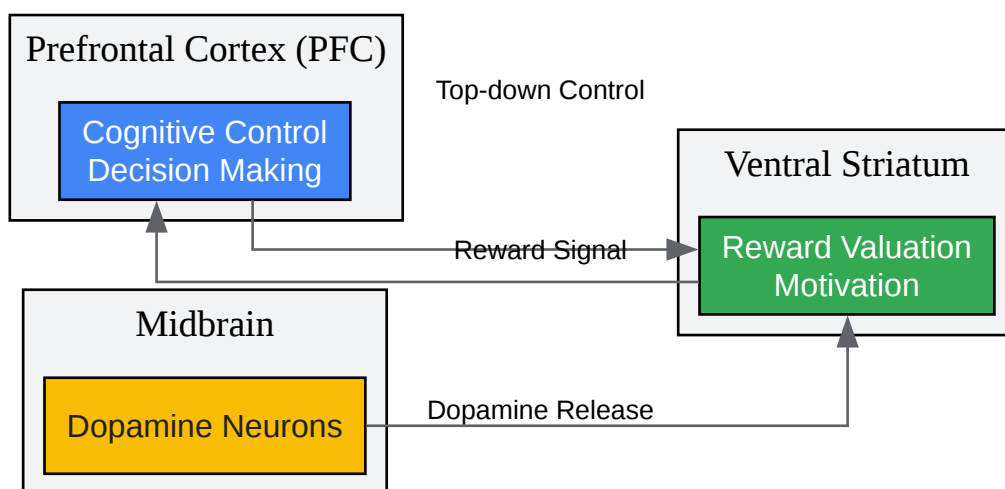 Prefrontal Cortex (PFC)
Cognitive Control
Decision Making
Top-down Control
Ventral Striatum
Reward Valuation
Motivation
Reward Signal
Midbrain
Dopamine Neurons
Dopamine Release